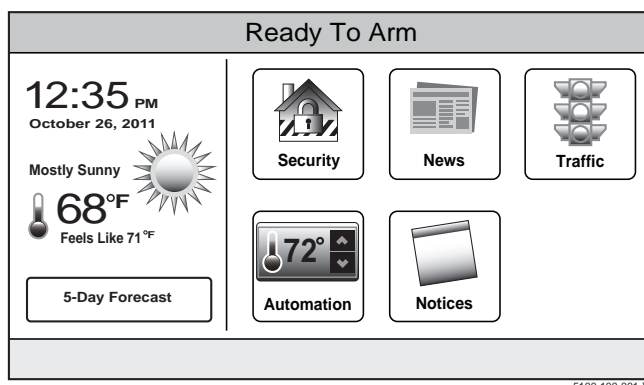 Ready To Arm
12:35 PM
October 26, 2011
Mostly Sunny
68°F
Feels Like 71°F
5-Day Forecast
Security
News
Traffic
72°
Automation
Notices